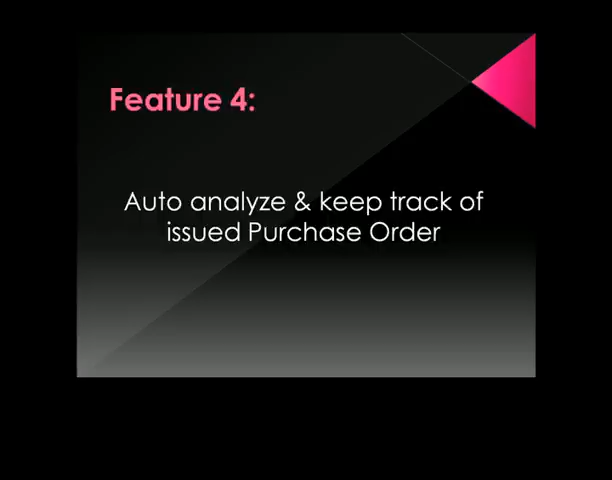 Feature 4:
Auto analyze & keep track of
issued Purchase Order